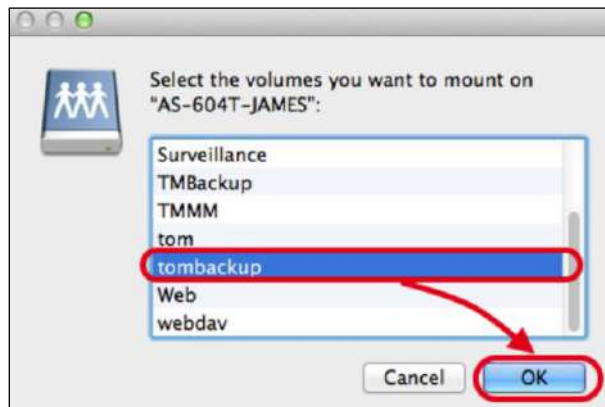 Select the volumes you want to mount on
"AS-604T-JAMES":
Surveillance
TMBackup
TMMM
tom
tombackup
Web
webdav
Cancel
OK